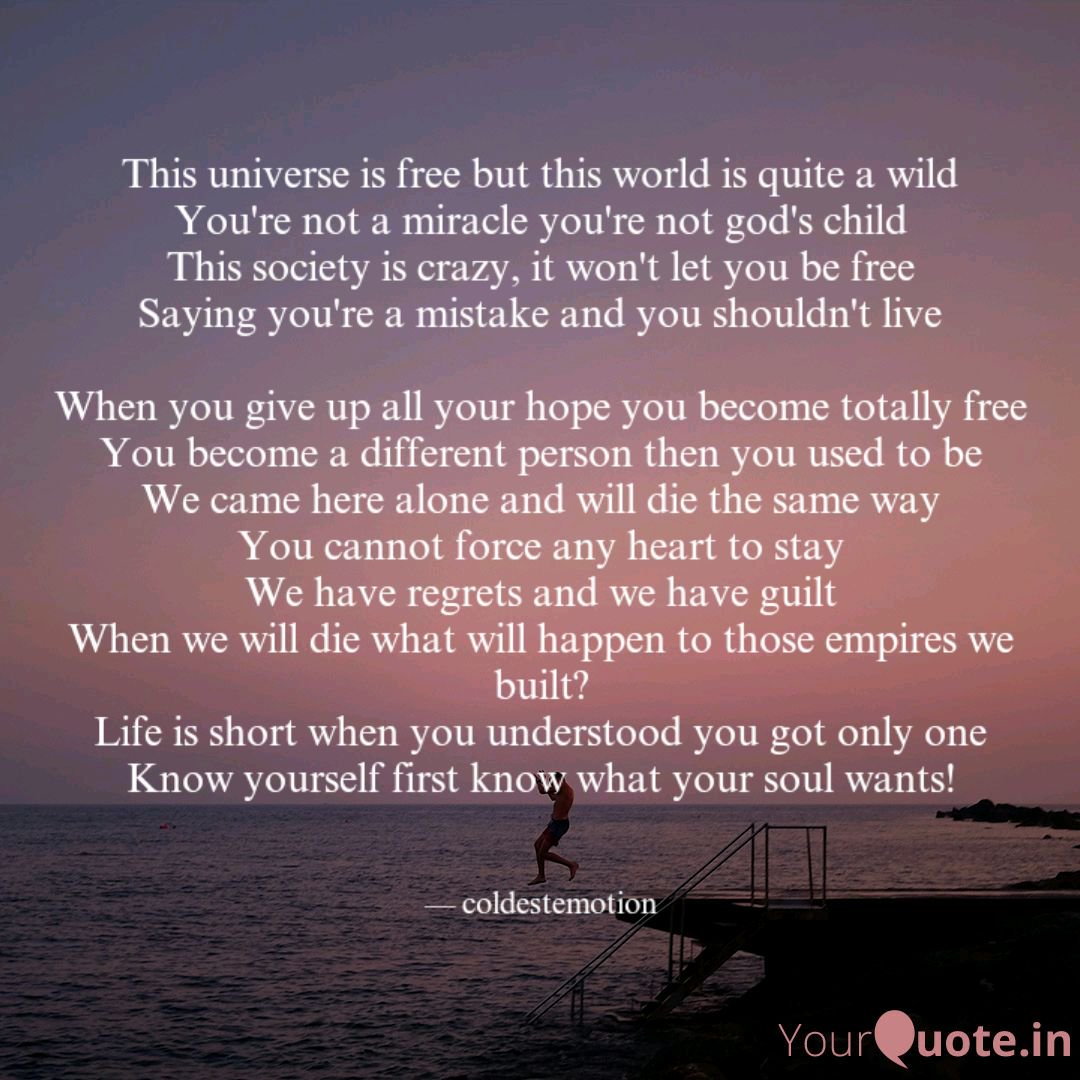 This universe is free but this world is quite a wild
You're not a miracle you're not god's child
This society is crazy, it won't let you be free
Saying you're a mistake and you shouldn't live
When you give up all your hope you become totally free
You become a different person then you used to be
We came here alone and will die the same way
You cannot force any heart to stay
We have regrets and we have guilt
When we will die what will happen to those empires we
built?
Life is short when you understood you got only one
Know yourself first know what your soul wants!
— coldestemotion
YourQuote.in